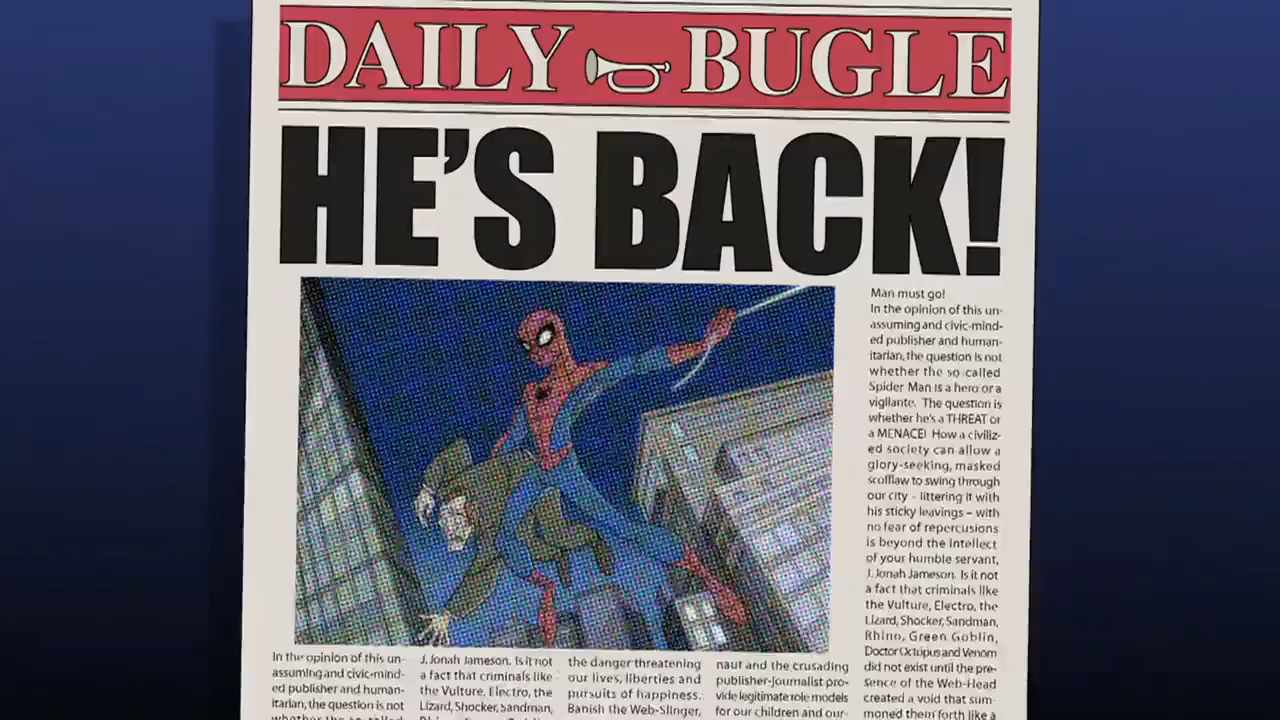 DAILY BUGLE
HE'S BACK!
Man must go!
In the opinion of this un-
assuming and civic-mind-
ed publisher and human-
itarian, the question is not
whether the so called
Spider Man is a hero or a
vigilante. The question is
whether he's a THREAT or
a MENACE! How a civiliz-
ed society can allow a
glory-seeking, masked
scofflaw to swing through
our city - littering it with
his sticky leavings – with
no fear of repercusions
is beyond the intellect
of your humble servant,
J. Jonah Jameson. Is it not
a fact that criminals like
the Vulture, Electro, the
Lizard, Shocker, Sandman,
Rhino, Green Goblin,
Doctor Octopus and Venom
did not exist until the pre-
sence of the Web-Head
created a void that sum-
moned them forth like a
In the opinion of this un-
assuming and civic-mind-
ed publisher and human-
itarian, the question is not
whether the so called
J. Jonah Jameson. Is it not
a fact that criminals like
the Vulture, Electro, the
Lizard, Shocker, Sandman,
the danger threatening
our lives, liberties and
pursuits of happiness.
Banish the Web-Slinger,
naut and the crusading
publisher-journalist pro-
vide legitimate role models
for our children and our-